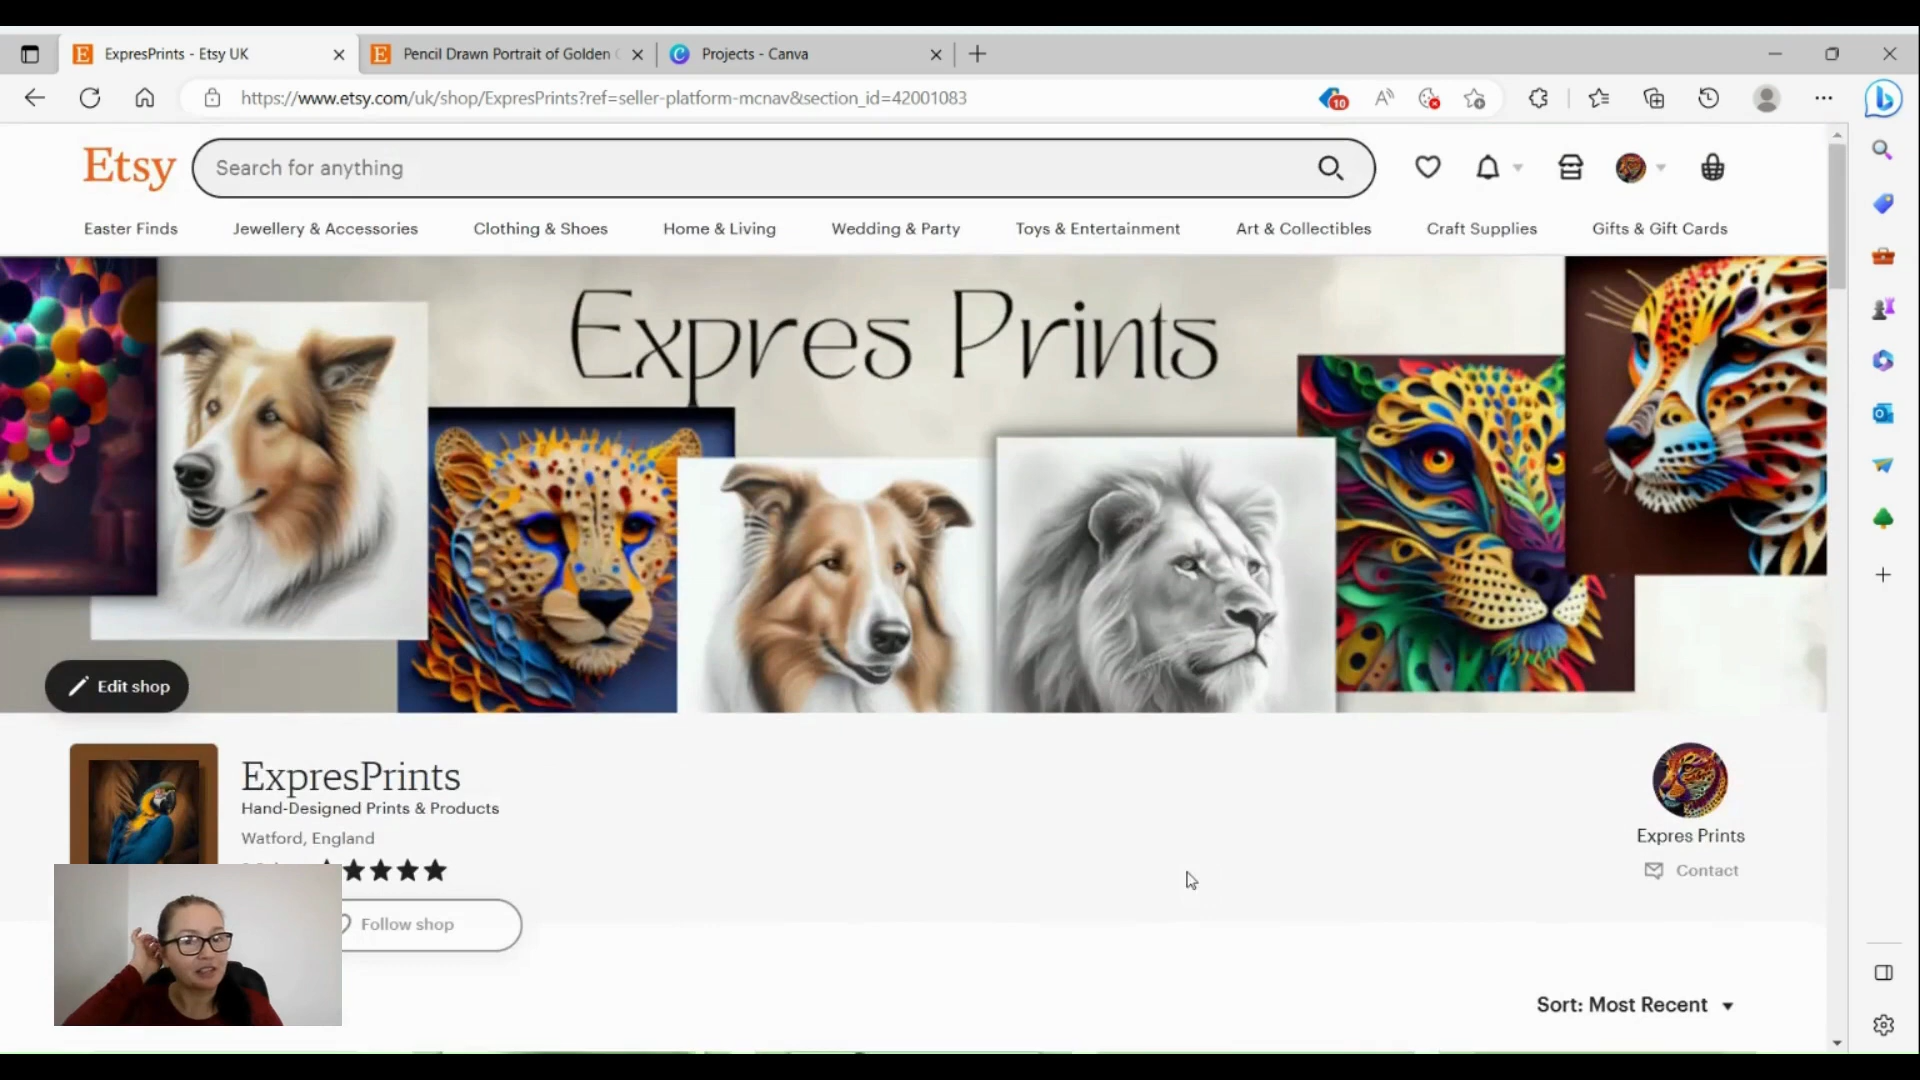 ExpresPrints - Etsy UK
Pencil Drawn Portrait of Golden
Projects - Canva
https://www.etsy.com/uk/shop/ExpresPrints?ref=seller-platform-mcnav&section_id=42001083
10
Etsy
Search for anything
Easter Finds
Jewellery & Accessories
Clothing & Shoes
Home & Living
Wedding & Party
Toys & Entertainment
Art & Collectibles
Craft Supplies
Gifts & Gift Cards
Expres Prints
Edit shop
ExpresPrints
Hand-Designed Prints & Products
Watford, England
Follow shop
Expres Prints
Contact
Sort: Most Recent